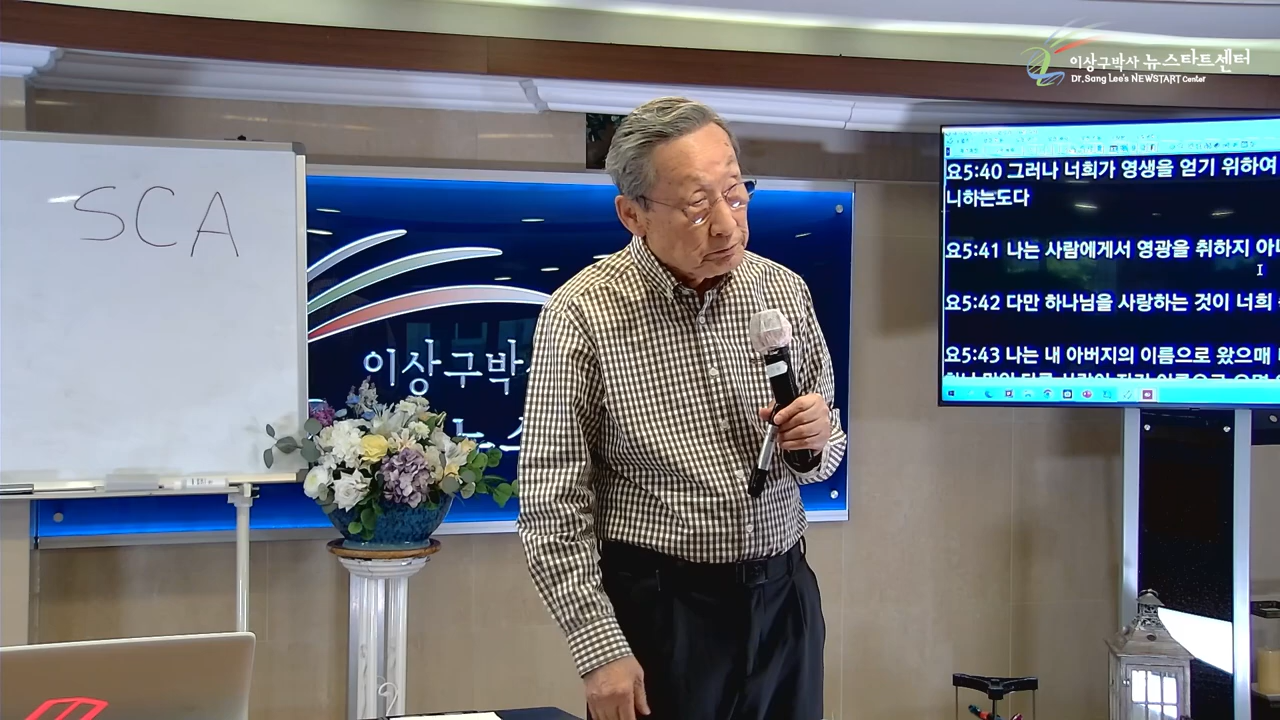 이상구박사 뉴스타트센터
Dr. Sang Lee's NEWSTART Center
SCA
이상구박
뉴스
요5:40 그러나 너희가 영생을 얻기 위하여
니하는도다
요5:41 나는 사람에게서 영광을 취하지 아니
요5:42 다만 하나님을 사랑하는 것이 너희
요5:43 나는 내 아버지의 이름으로 왔으매